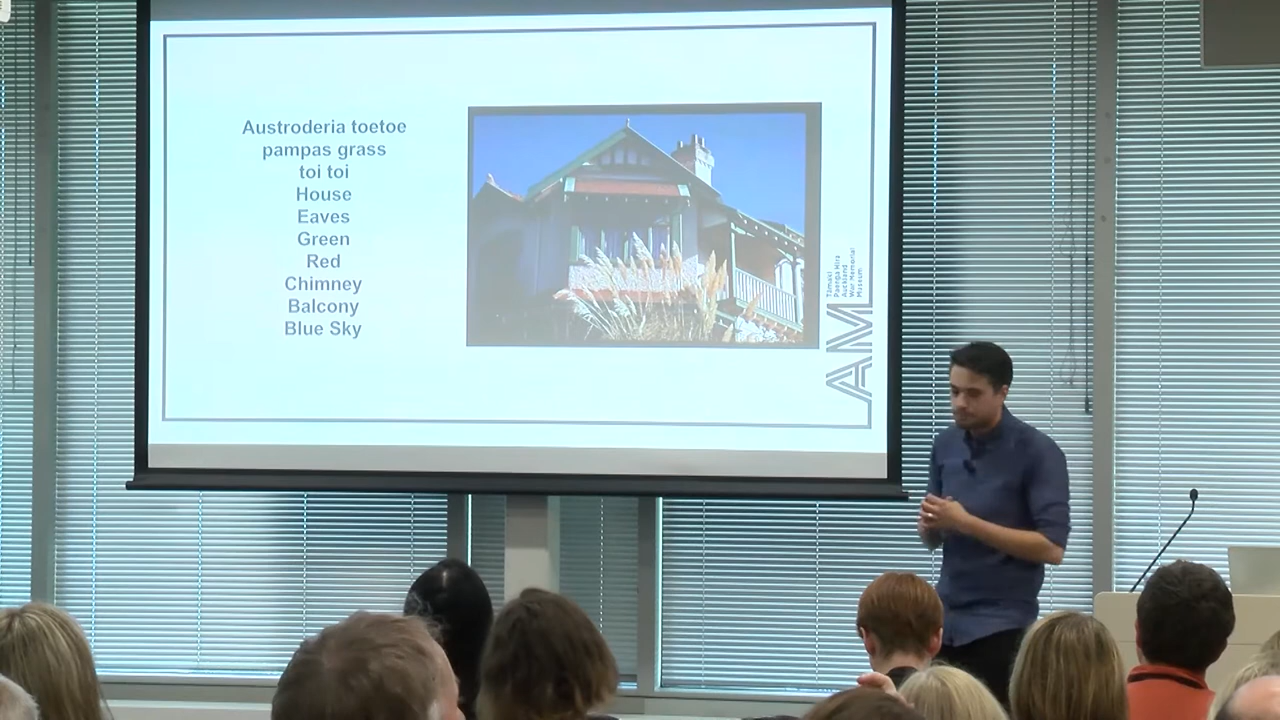 Austroderia toetoe
pampas grass
toi toi
House
Eaves
Green
Red
Chimney
Balcony
Blue Sky
Tāmaki
Paenga Hira
Auckland
War Memorial
Museum
AM